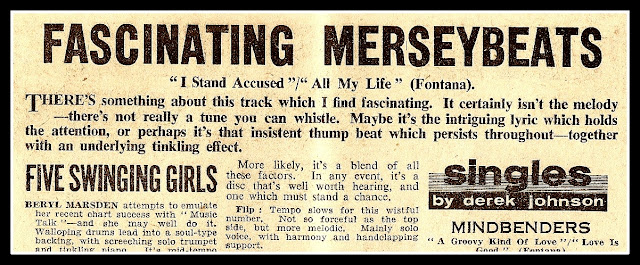 FASCINATING MERSEYBEATS
"I Stand Accused"/"All My Life" (Fontana).
THERE'S something about this track which I find fascinating. It certainly isn't the melody
—there's not really a tune you can whistle. Maybe it's the intriguing lyric which holds
the attention, or perhaps it's that insistent thump beat which persists throughout—together
with an underlying tinkling effect.
More likely, it's a blend of all
these factors. In any event, it's a
disc that's well worth hearing, and
one which must stand a chance.
Flip: Tempo slows for this wistful
number. Not so forceful as the top
side, but more melodic. Mainly solo
voice, with harmony and handclapping
support.
FIVE SWINGING GIRLS
BERYL MARSDEN attempts to emulate
her recent chart success with "Music
Talk"—and she may well do it.
Walloping drums lead into a soul-type
backing, with screeching solo trumpet
and tinkling piano. It's mid-tempo
singles
by derek johnson
MINDBENDERS
"A Groovy Kind Of Love"/"Love Is
Good" (Fontana)